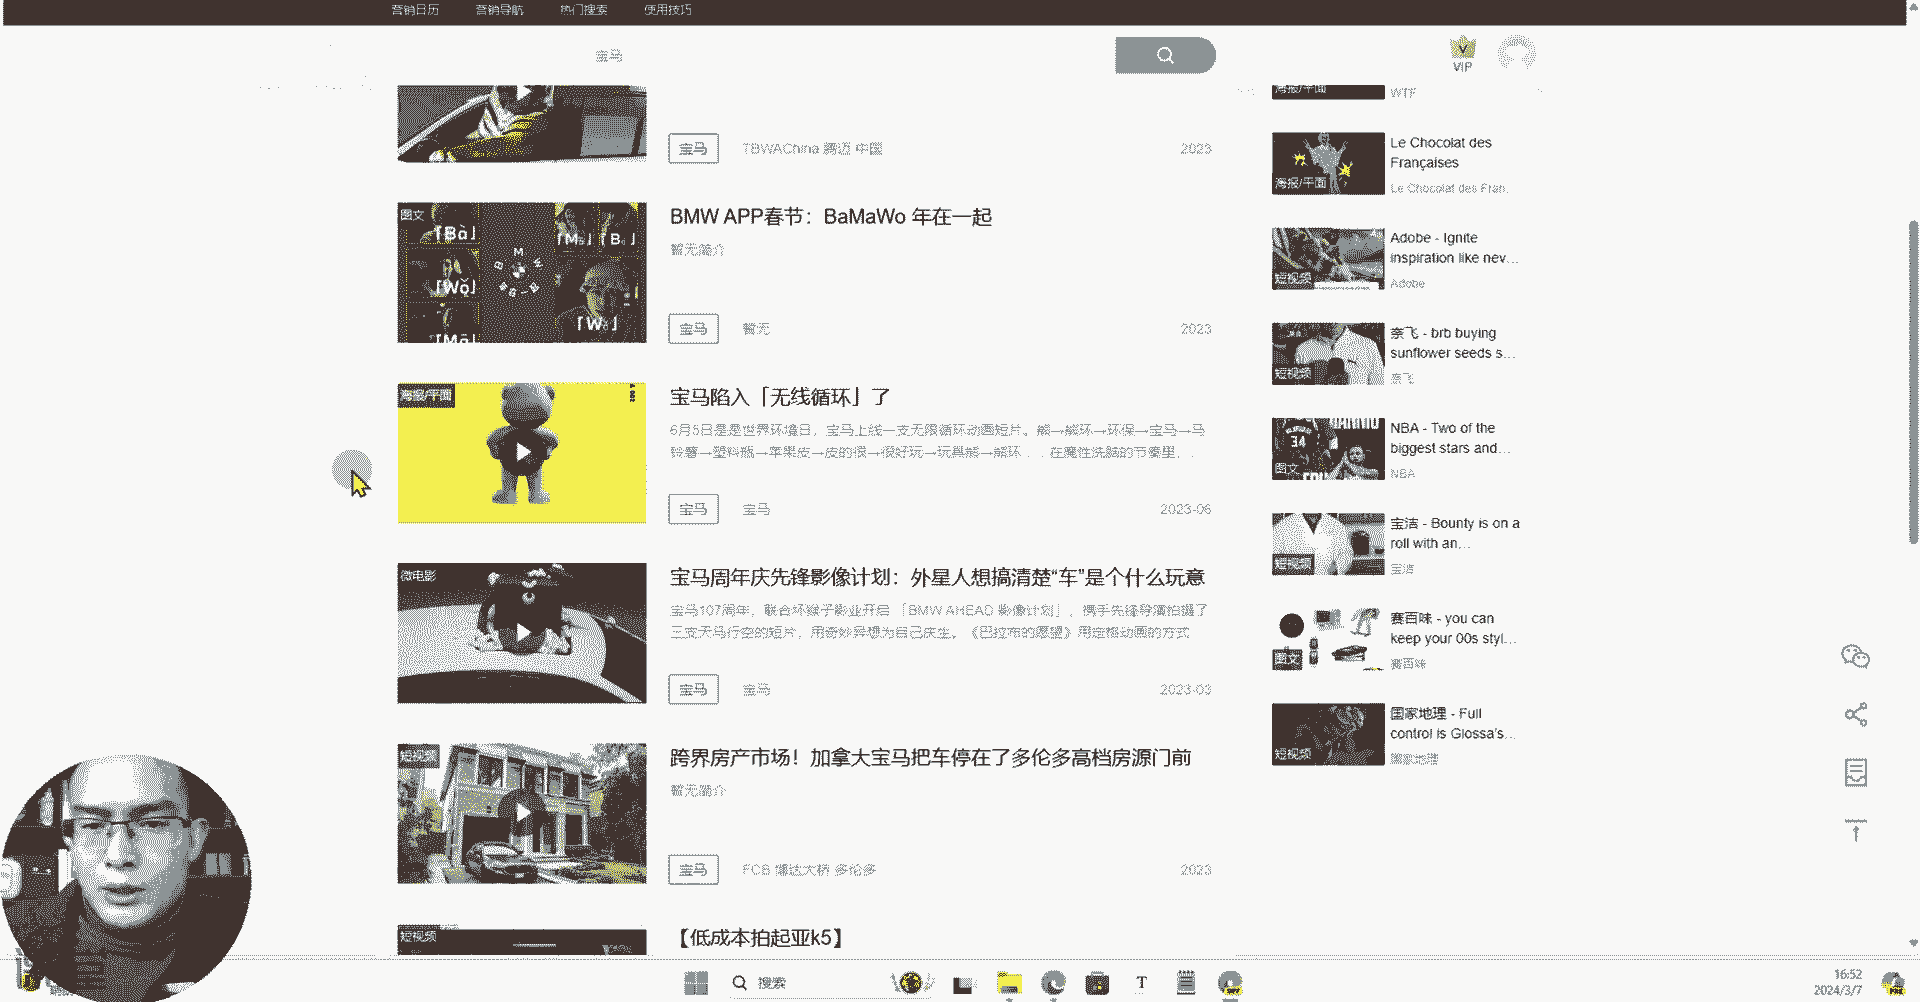 营销日历 营销导航 热门搜索 使用技巧
宝马
VIP
宝马 TBWAChina 腾迈 中国 2023
图文
「Bà」
「Wǒ」
BMW APP春节：BaMaWo 年在一起
暂无简介
宝马 暂无 2023
海报/平面
宝马陷入「无线循环」了
6月5日是是世界环境日，宝马上线一支无限循环动画短片。熊→熊环→环保→宝马→马
铃薯→塑料瓶→苹果皮→皮的很→很好玩→玩具熊→熊环．．在魔性洗脑的节奏里，．
宝马 宝马 2023-06
微电影
宝马周年庆先锋影像计划：外星人想搞清楚“车”是个什么玩意
宝马107周年，联合坏猴子影业开启「BMW AHEAD 影像计划」，携手先锋导演拍摄了
三支天马行空的短片，用奇妙异想为自己庆生。《巴拉布的愿望》用定格动画的方式
宝马 宝马 2023-03
短视频
跨界房产市场！加拿大宝马把车停在了多伦多高档房源门前
暂无简介
宝马 FCB 博达大桥 多伦多 2023
短视频
【低成本拍起亚k5】
海报/平面
WTF
海报/平面
Le Chocolat des
Françaises
Le Chocolat des Fran.
短视频
Adobe - Ignite
inspiration like nev...
Adobe
短视频
奈飞 - brb buying
sunflower seeds s...
奈飞
图文
34
NBA - Two of the
biggest stars and...
NBA
短视频
宝洁 - Bounty is on a
roll with an...
宝洁
图文
赛百味 - you can
keep your 00s styl...
赛百味
短视频
国家地理 - Full
control is Glossa's...
国家地理
搜索
16:52
2024/3/7